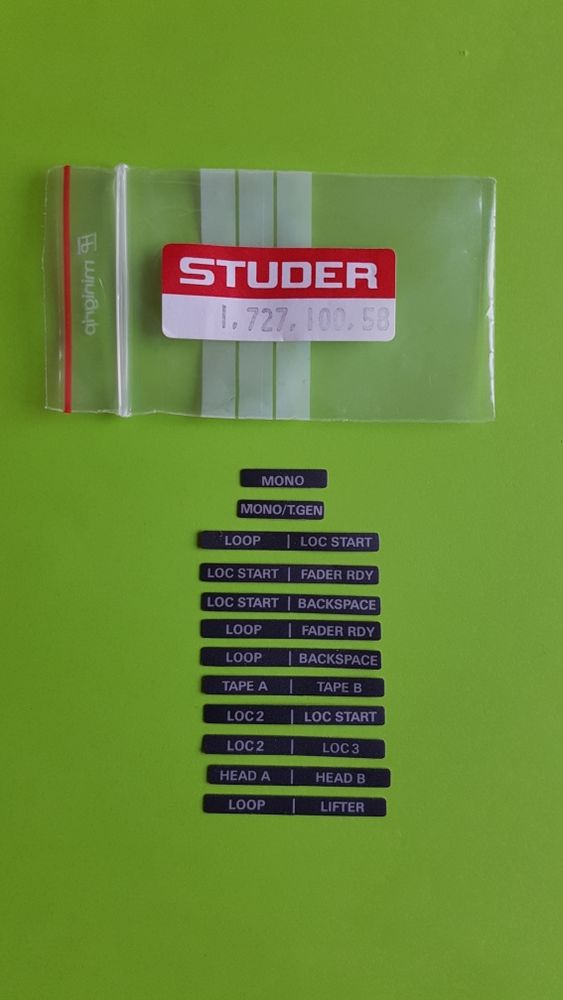 minigrip
STUDER
1.727.100.58
MONO
MONO/T.GEN
LOOP | LOC START
LOC START | FADER RDY
LOC START | BACKSPACE
LOOP | FADER RDY
LOOP | BACKSPACE
TAPE A | TAPE B
LOC 2 | LOC START
LOC 2 | LOC 3
HEAD A | HEAD B
LOOP | LIFTER